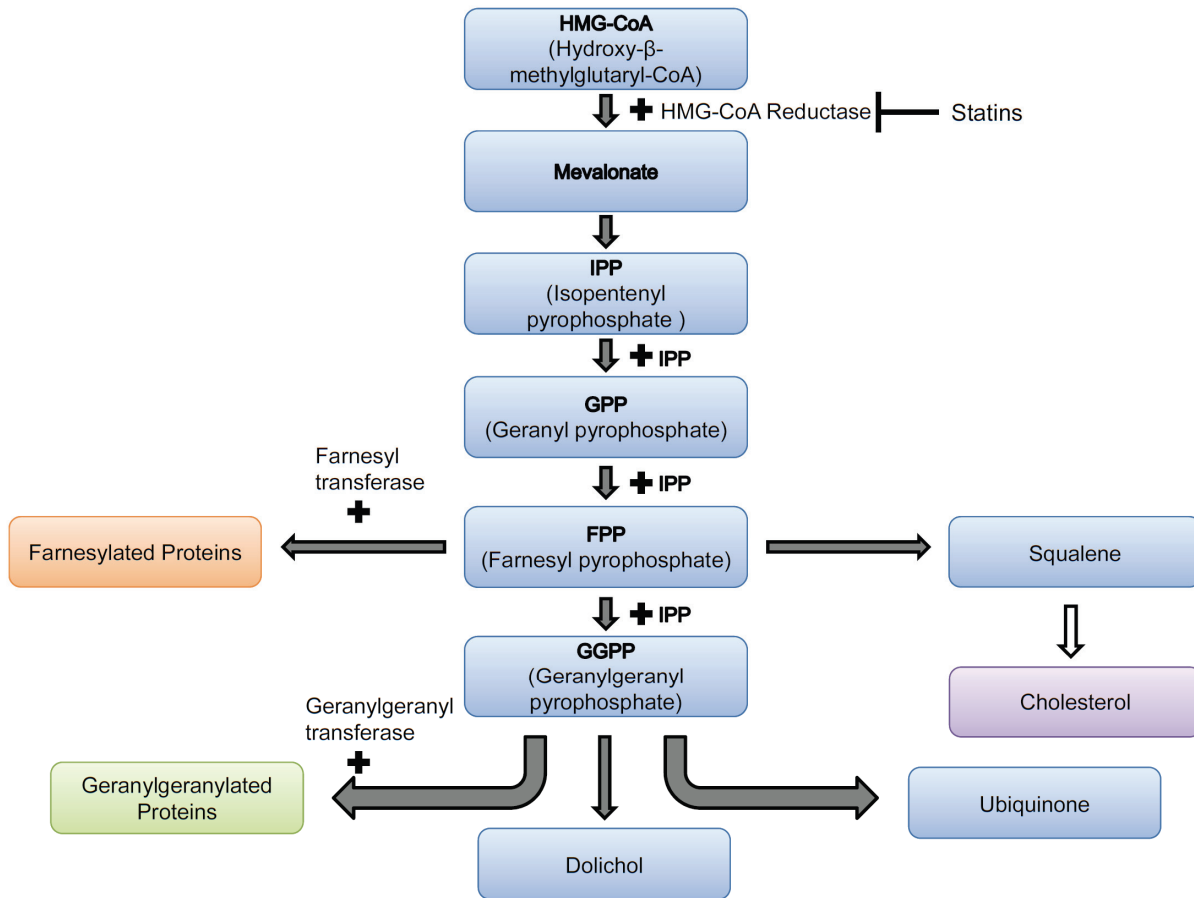 HMG-CoA
(Hydroxy-β-
methylglutaryl-CoA)
+ HMG-CoA Reductase
Statins
Mevalonate
IPP
(Isopentenyl
pyrophosphate )
+ IPP
GPP
(Geranyl pyrophosphate)
Farnesyl
transferase
+
+ IPP
Farnesylated Proteins
FPP
(Farnesyl pyrophosphate)
Squalene
+ IPP
GGPP
(Geranylgeranyl
pyrophosphate)
Cholesterol
Geranylgeranyl
transferase
+
Geranylgeranylated
Proteins
Ubiquinone
Dolichol